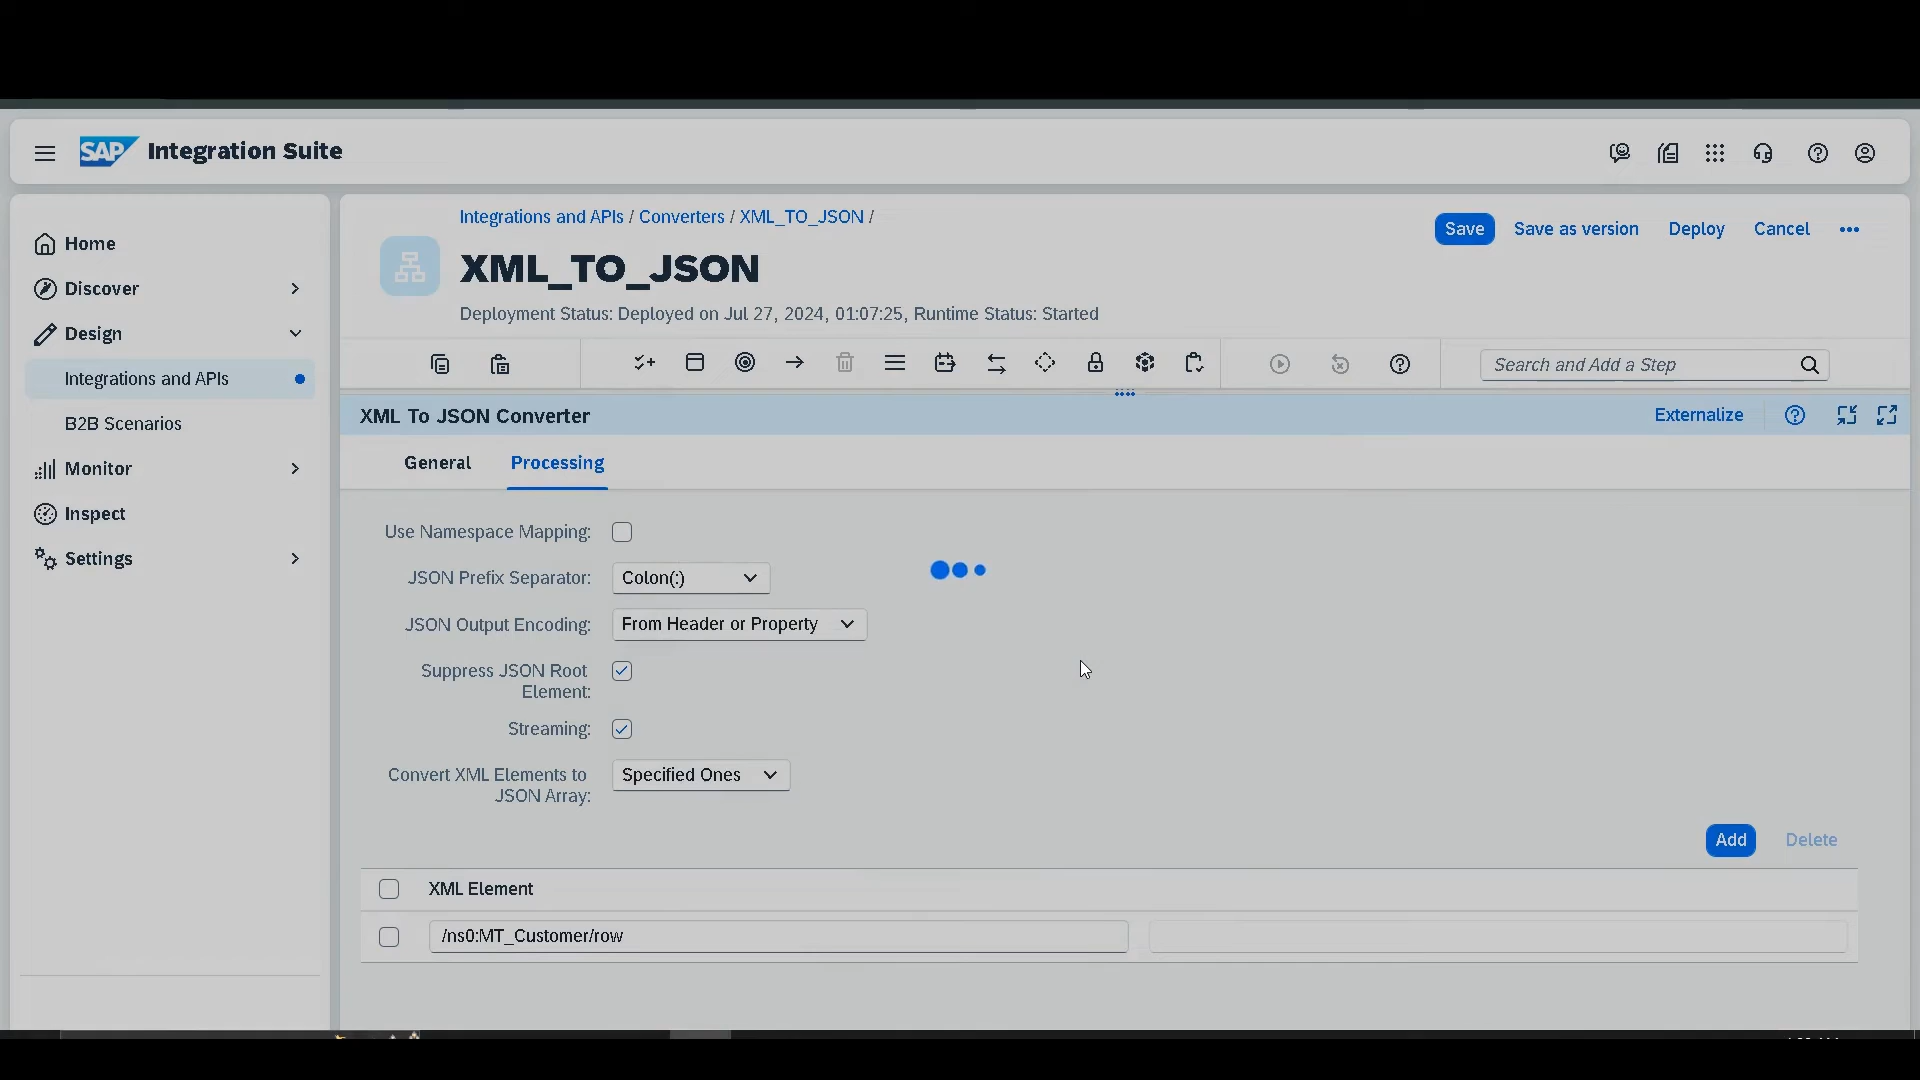 SAP Integration Suite
Home
Discover
Design
Integrations and APIs
B2B Scenarios
Monitor
Inspect
Settings
Integrations and APIs / Converters / XML_TO_JSON /
XML_TO_JSON
Deployment Status: Deployed on Jul 27, 2024, 01:07:25, Runtime Status: Started
Save
Save as version
Deploy
Cancel
Search and Add a Step
XML To JSON Converter
Externalize
General
Processing
Use Namespace Mapping:
JSON Prefix Separator:
Colon(:)
JSON Output Encoding:
From Header or Property
Suppress JSON Root
Element:
Streaming:
Convert XML Elements to
JSON Array:
Specified Ones
Add
Delete
XML Element
/ns0:MT_Customer/row